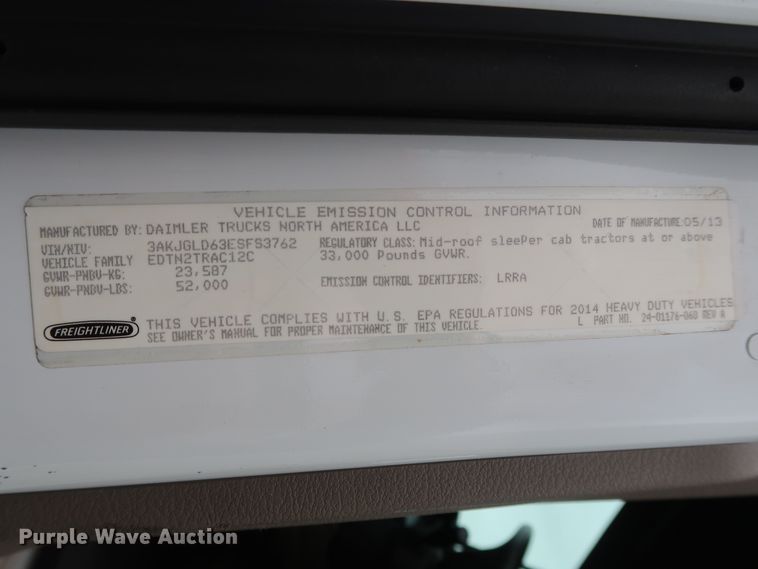 VEHICLE EMISSION CONTROL INFORMATION
MANUFACTURED BY: DAIMLER TRUCKS NORTH AMERICA LLC DATE OF MANUFACTURE: 05/13
VIN/NIV: 3AKJGLD63ESFS3762 REGULATORY CLASS: Mid-roof sleePer cab tractors at or above
VEHICLE FAMILY EDTN2TRAC12C 33,000 Pounds GVWR.
GVWR-PNBV-KG: 23,587
GVWR-PNBV-LBS: 52,000 EMISSION CONTROL IDENTIFIERS: LRRA
FREIGHTLINER THIS VEHICLE COMPLIES WITH U.S. EPA REGULATIONS FOR 2014 HEAVY DUTY VEHICLES
SEE OWNER'S MANUAL FOR PROPER MAINTENANCE OF THIS VEHICLE. L PART NO. 24-01176-060 REV A
Purple Wave Auction